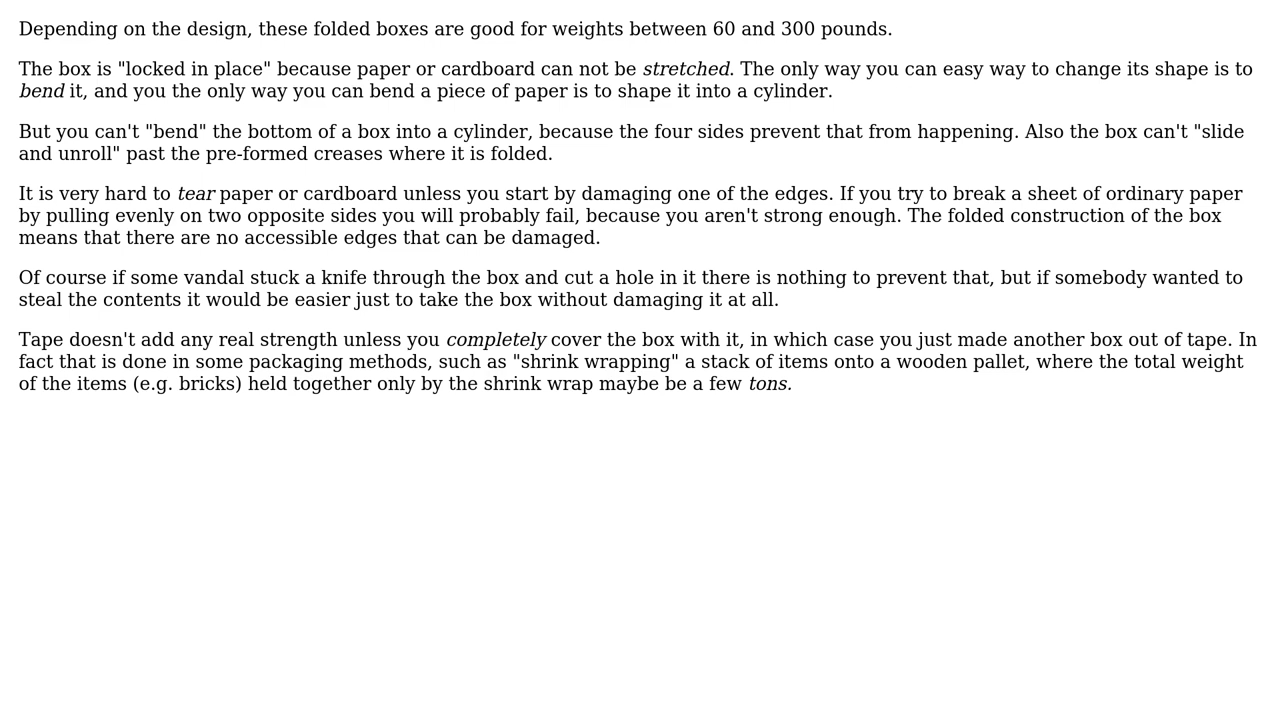 Depending on the design, these folded boxes are good for weights between 60 and 300 pounds.
The box is "locked in place" because paper or cardboard can not be stretched. The only way you can easy way to change its shape is to
bend it, and you the only way you can bend a piece of paper is to shape it into a cylinder.
But you can't "bend" the bottom of a box into a cylinder, because the four sides prevent that from happening. Also the box can't "slide
and unroll" past the pre-formed creases where it is folded.
It is very hard to tear paper or cardboard unless you start by damaging one of the edges. If you try to break a sheet of ordinary paper
by pulling evenly on two opposite sides you will probably fail, because you aren't strong enough. The folded construction of the box
means that there are no accessible edges that can be damaged.
Of course if some vandal stuck a knife through the box and cut a hole in it there is nothing to prevent that, but if somebody wanted to
steal the contents it would be easier just to take the box without damaging it at all.
Tape doesn't add any real strength unless you completely cover the box with it, in which case you just made another box out of tape. In
fact that is done in some packaging methods, such as "shrink wrapping" a stack of items onto a wooden pallet, where the total weight
of the items (e.g. bricks) held together only by the shrink wrap maybe be a few tons.